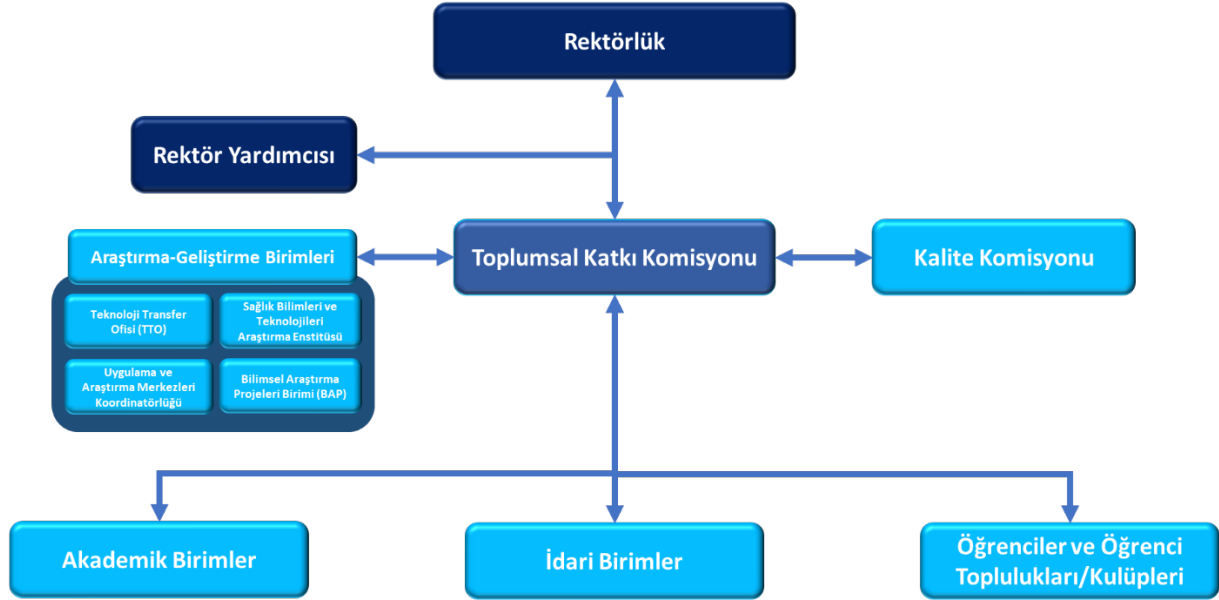 Rektörlük
Rektör Yardımcısı
Araştırma-Geliştirme Birimleri
Toplumsal Katkı Komisyonu
Kalite Komisyonu
Teknoloji Transfer
Ofisi (TTO)
Sağlık Bilimleri ve
Teknolojileri
Araştırma Enstitüsü
Uygulama ve
Araştırma Merkezleri
Koordinatörlüğü
Bilimsel Araştırma
Projeleri Birimi (BAP)
Akademik Birimler
İdari Birimler
Öğrenciler ve Öğrenci
Toplulukları/Kulüpleri